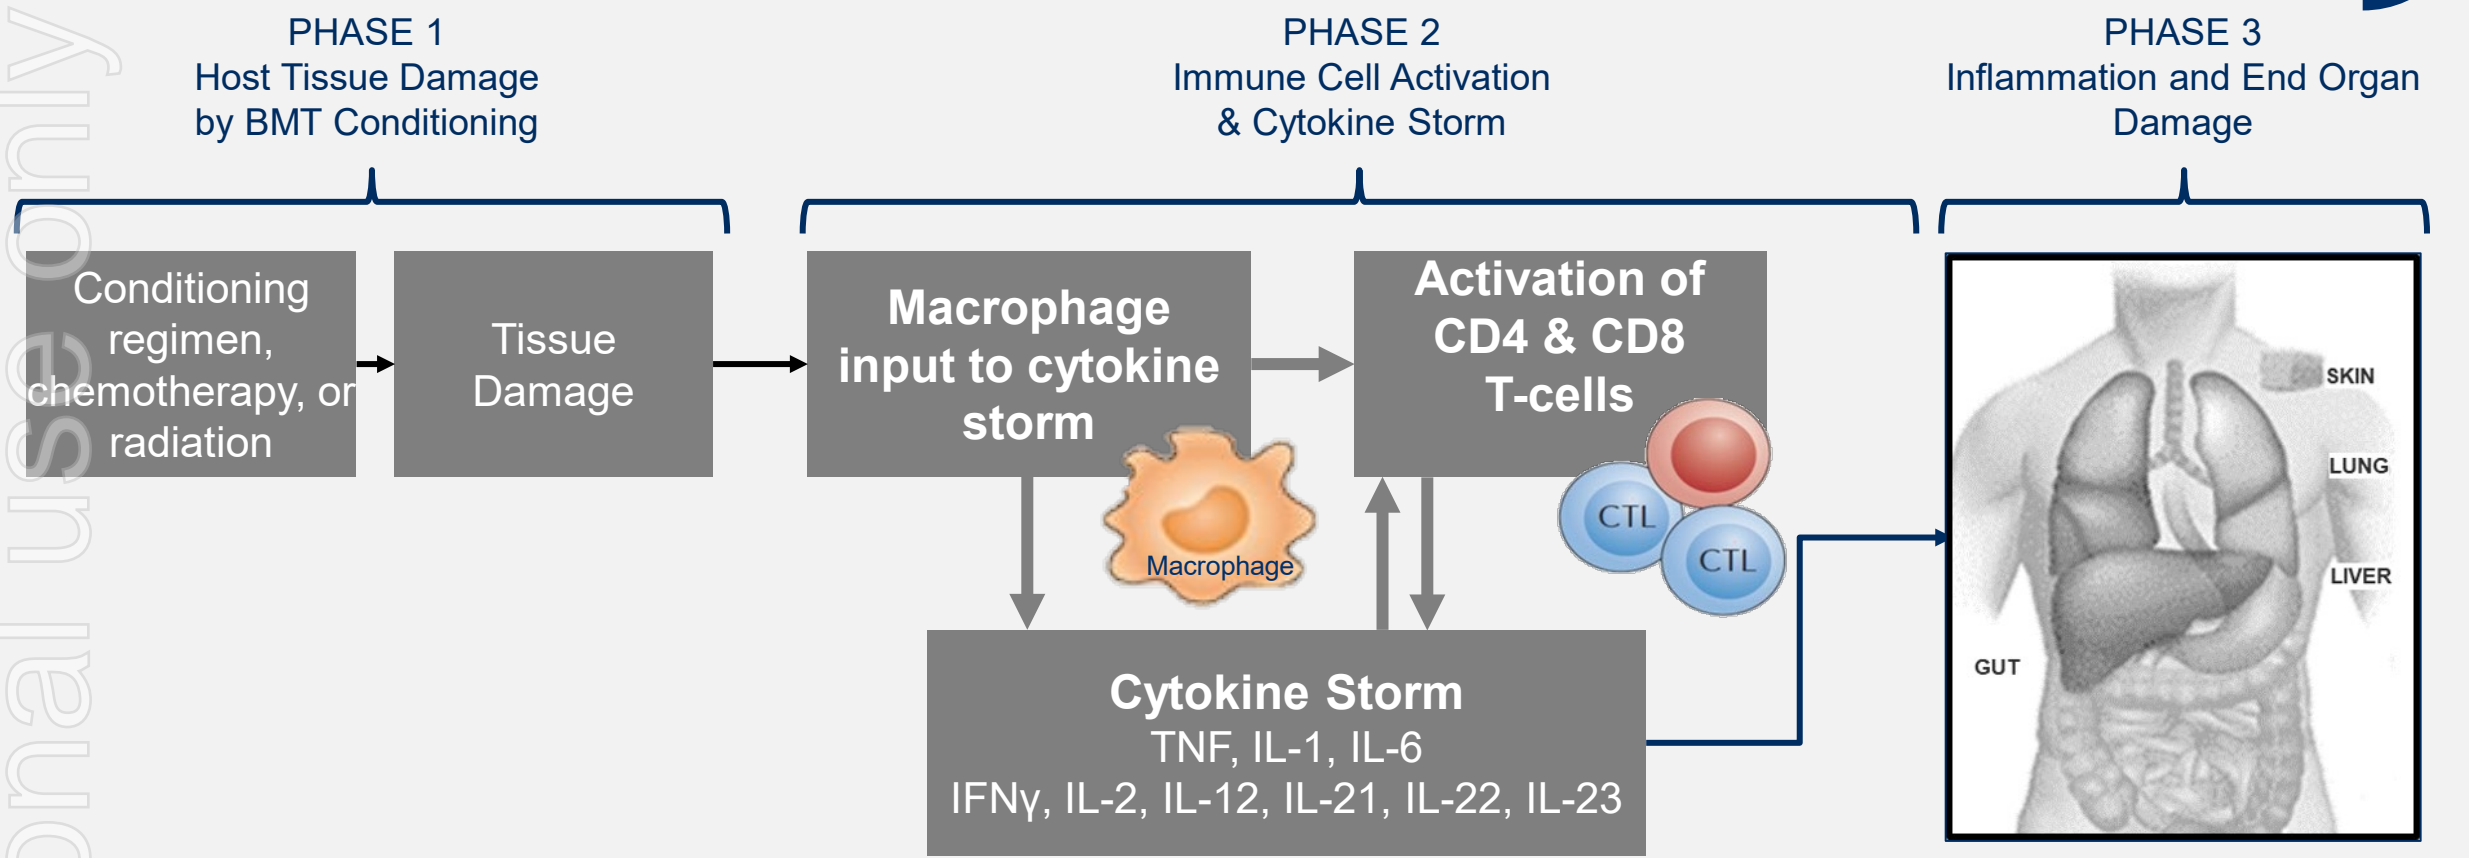 PHASE 1
Host Tissue Damage
by BMT Conditioning
PHASE 2
Immune Cell Activation
& Cytokine Storm
PHASE 3
Inflammation and End Organ
Damage
Conditioning
regimen,
chemotherapy, or
radiation
Tissue
Damage
Macrophage
input to cytokine
storm
Activation of
CD4 & CD8
T-cells
Macrophage
CTL
CTL
Cytokine Storm
TNF, IL-1, IL-6
IFNγ, IL-2, IL-12, IL-21, IL-22, IL-23
SKIN
LUNG
LIVER
GUT
onal use only